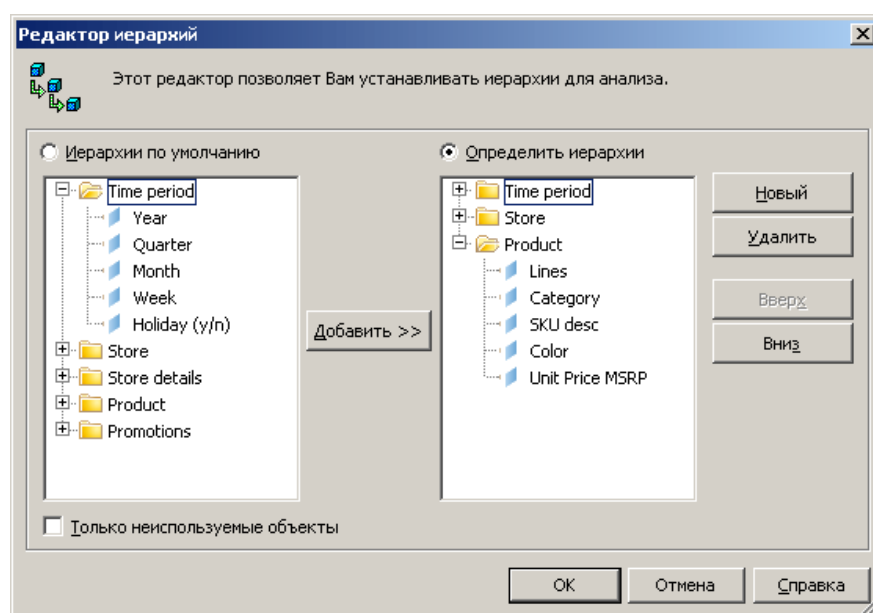 Редактор иерархий
Этот редактор позволяет Вам устанавливать иерархии для анализа.
Иерархии по умолчанию
Time period
Year
Quarter
Month
Week
Holiday (y/n)
Store
Store details
Product
Promotions
Добавить >>
Определить иерархии
Time period
Store
Product
Lines
Category
SKU desc
Color
Unit Price MSRP
Новый
Удалить
Вверх
Вниз
Только неиспользуемые объекты
ОК
Отмена
Справка